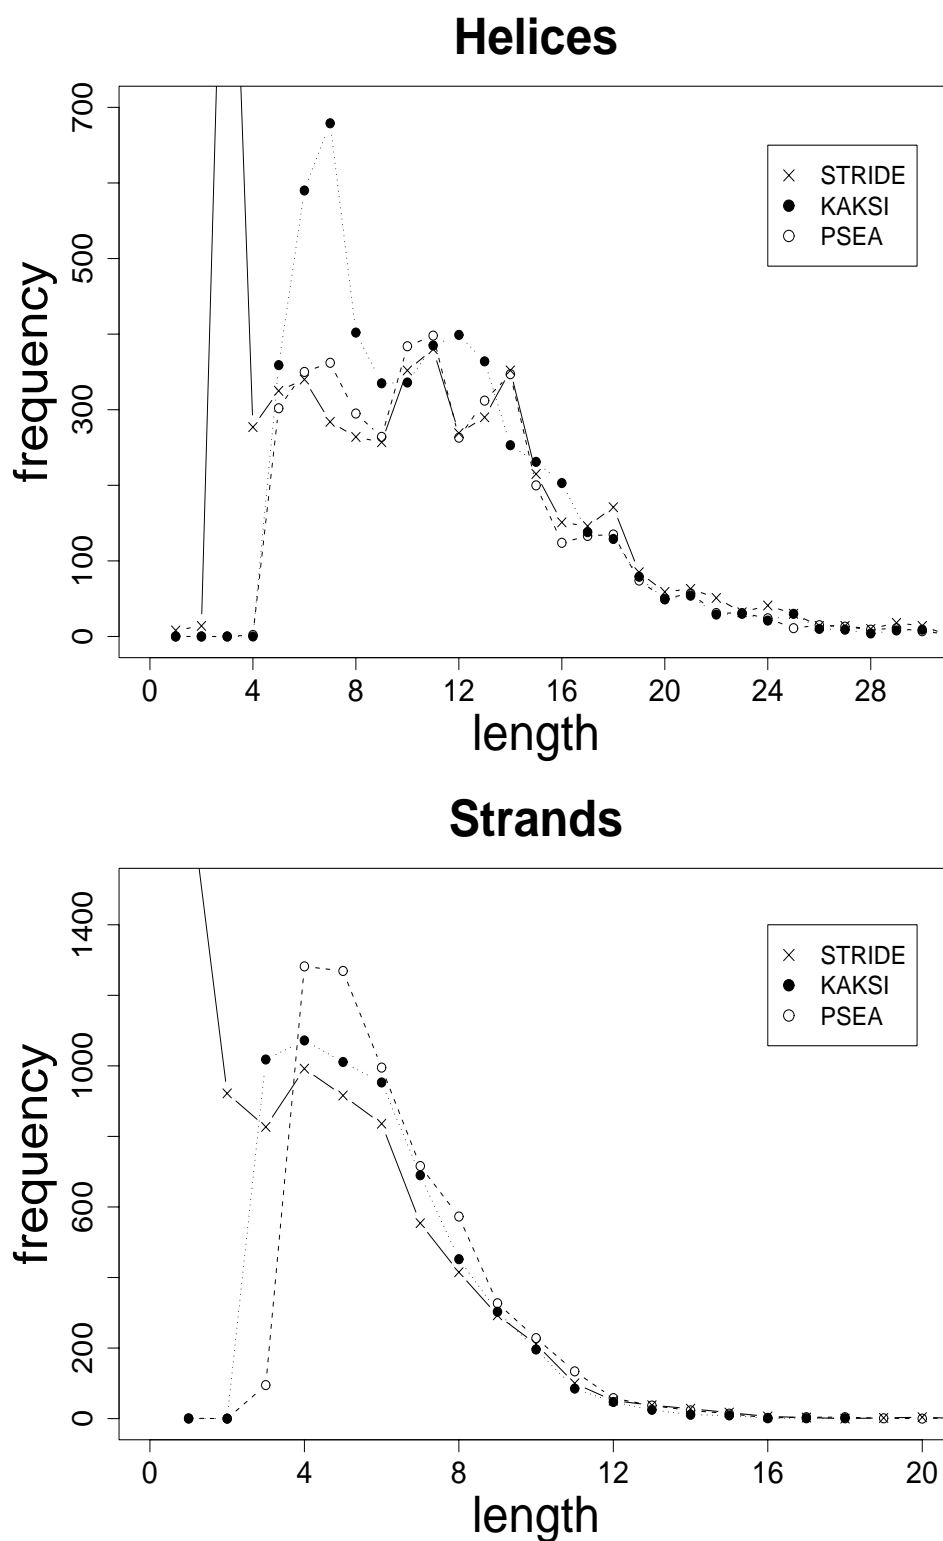 Helices
frequency
700
500
300
100
0
STRIDE
KAKSI
PSEA
0 4 8 12 16 20 24 28
length
Strands
frequency
1400
1000
600
200
0
STRIDE
KAKSI
PSEA
0 4 8 12 16 20
length